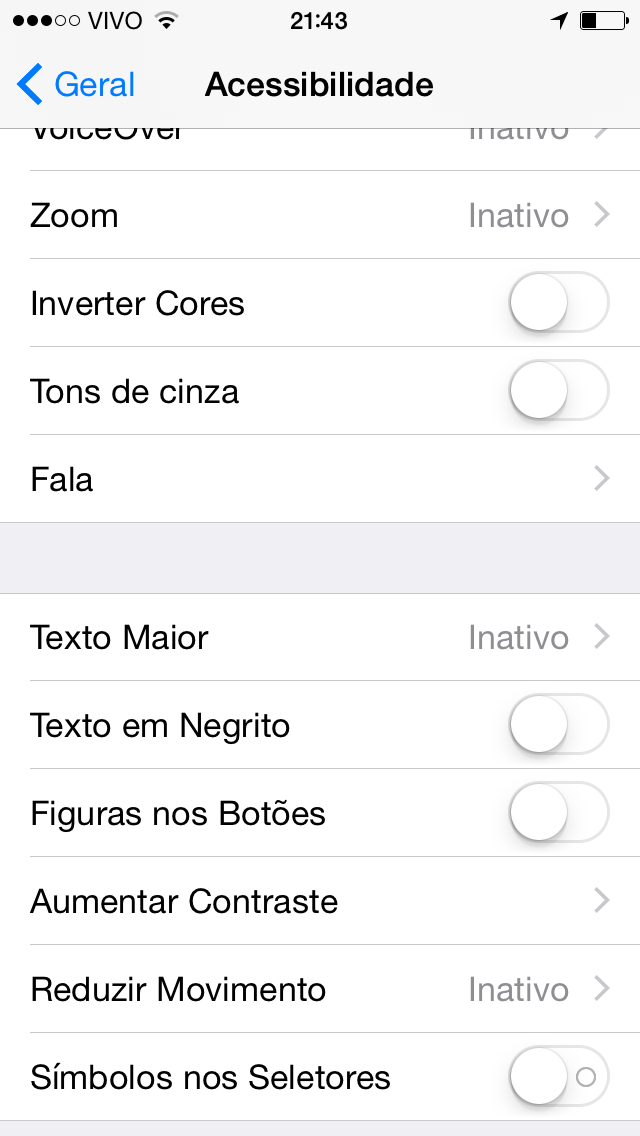 VIVO 21:43
Geral Acessibilidade
VoiceOver Inativo
Zoom Inativo
Inverter Cores
Tons de cinza
Fala
Texto Maior Inativo
Texto em Negrito
Figuras nos Botões
Aumentar Contraste
Reduzir Movimento Inativo
Símbolos nos Seletores